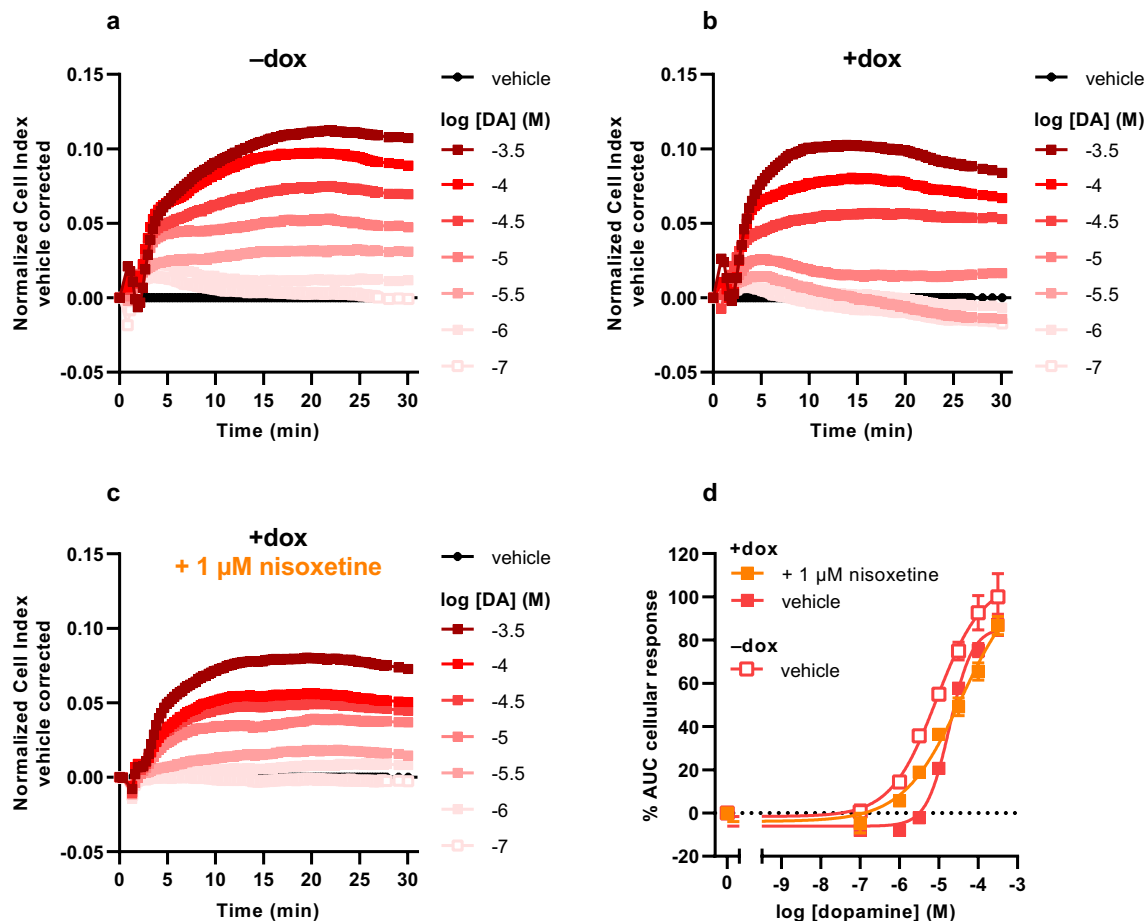 a
–dox
Normalized Cell Index
vehicle corrected
0.15
0.10
0.05
0.00
-0.05
0 5 10 15 20 25 30
Time (min)
vehicle
log [DA] (M)
-3.5
-4
-4.5
-5
-5.5
-6
-7
b
+dox
Normalized Cell Index
vehicle corrected
0.15
0.10
0.05
0.00
-0.05
0 5 10 15 20 25 30
Time (min)
vehicle
log [DA] (M)
-3.5
-4
-4.5
-5
-5.5
-6
-7
c
+dox
+ 1 µM nisoxetine
Normalized Cell Index
vehicle corrected
0.15
0.10
0.05
0.00
-0.05
0 5 10 15 20 25 30
Time (min)
vehicle
log [DA] (M)
-3.5
-4
-4.5
-5
-5.5
-6
-7
d
% AUC cellular response
120
100
80
60
40
20
0
-20
+dox
+ 1 µM nisoxetine
vehicle
–dox
vehicle
0 -9 -8 -7 -6 -5 -4 -3
log [dopamine] (M)